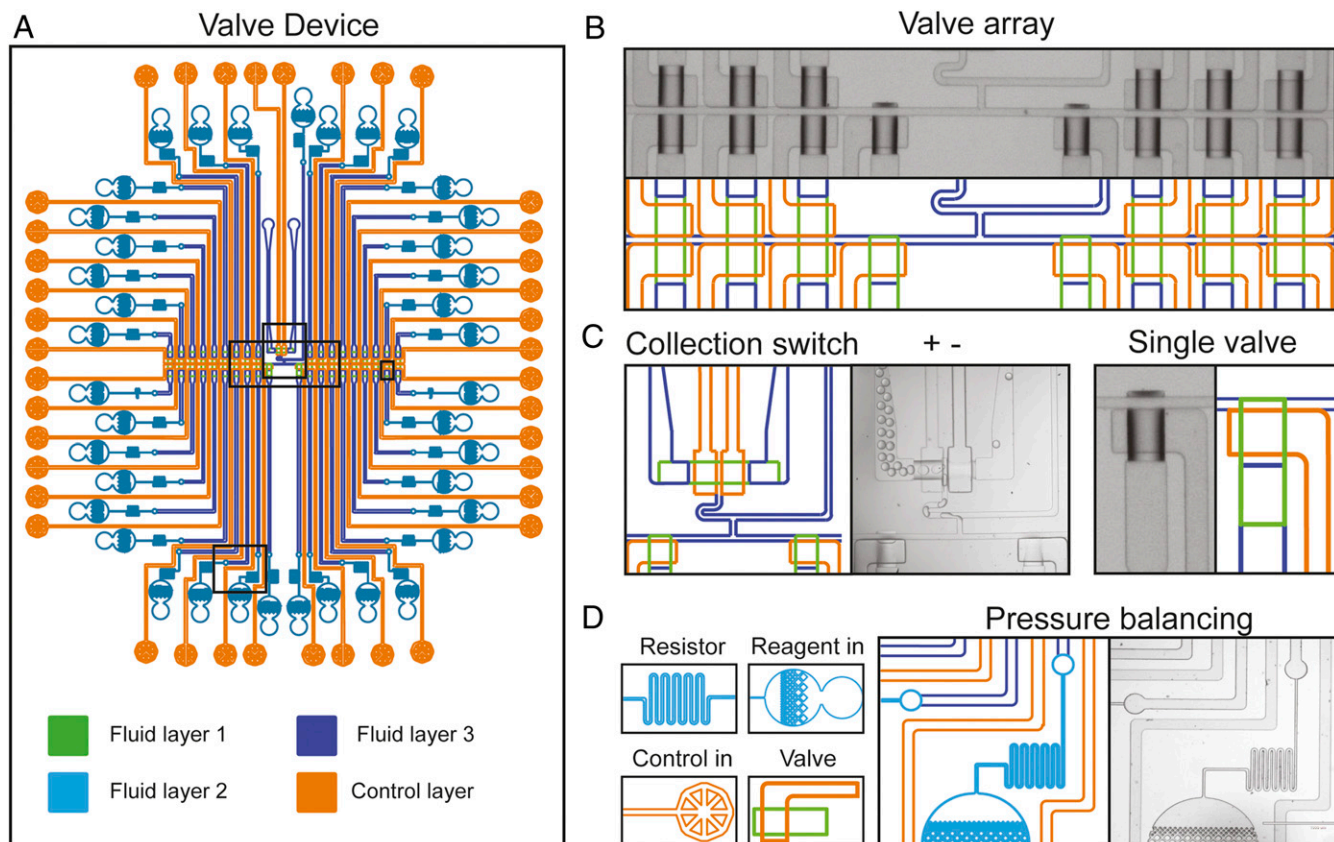 A
Valve Device
Fluid layer 1
Fluid layer 3
Fluid layer 2
Control layer
B
Valve array
C
Collection switch
+ -
Single valve
D
Resistor
Reagent in
Pressure balancing
Control in
Valve